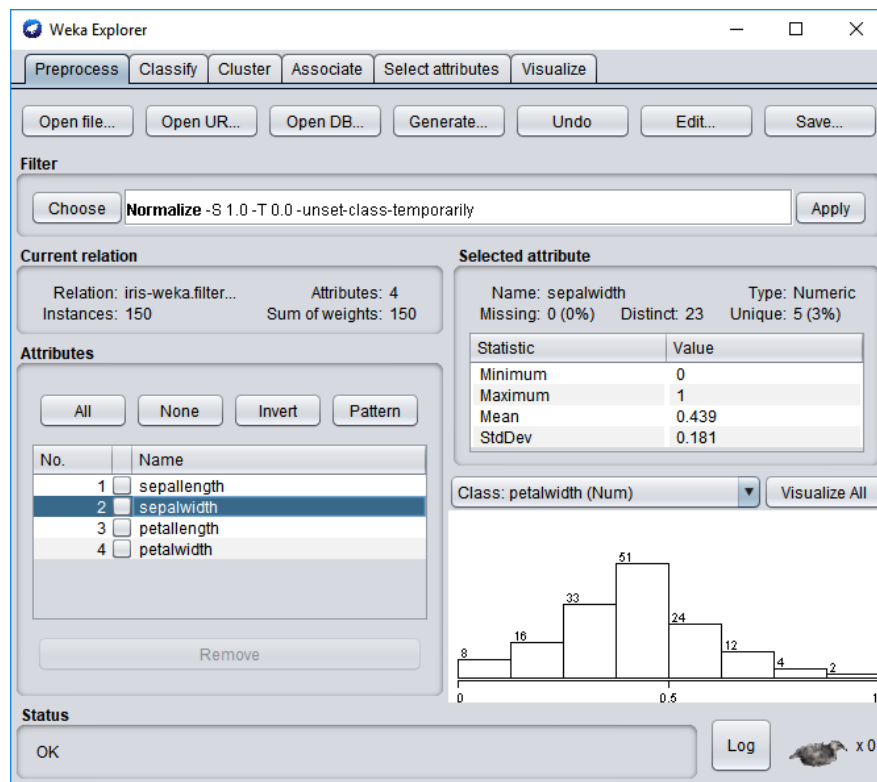 Weka Explorer
Preprocess Classify Cluster Associate Select attributes Visualize
Open file... Open UR... Open DB... Generate... Undo Edit... Save...
Filter
Choose Normalize -S 1.0 -T 0.0 -unset-class-temporarily Apply
Current relation
Relation: iris-weka.filter... Attributes: 4
Instances: 150 Sum of weights: 150
Selected attribute
Name: sepalwidth Type: Numeric
Missing: 0 (0%) Distinct: 23 Unique: 5 (3%)
Statistic Value
Minimum 0
Maximum 1
Mean 0.439
StdDev 0.181
Attributes
All None Invert Pattern
No. Name
1 sepallength
2 sepalwidth
3 petallength
4 petalwidth
Remove
Class: petalwidth (Num) Visualize All
8 16 33 51 24 12 4 2
0 0.5 1
Status
OK
Log x 0